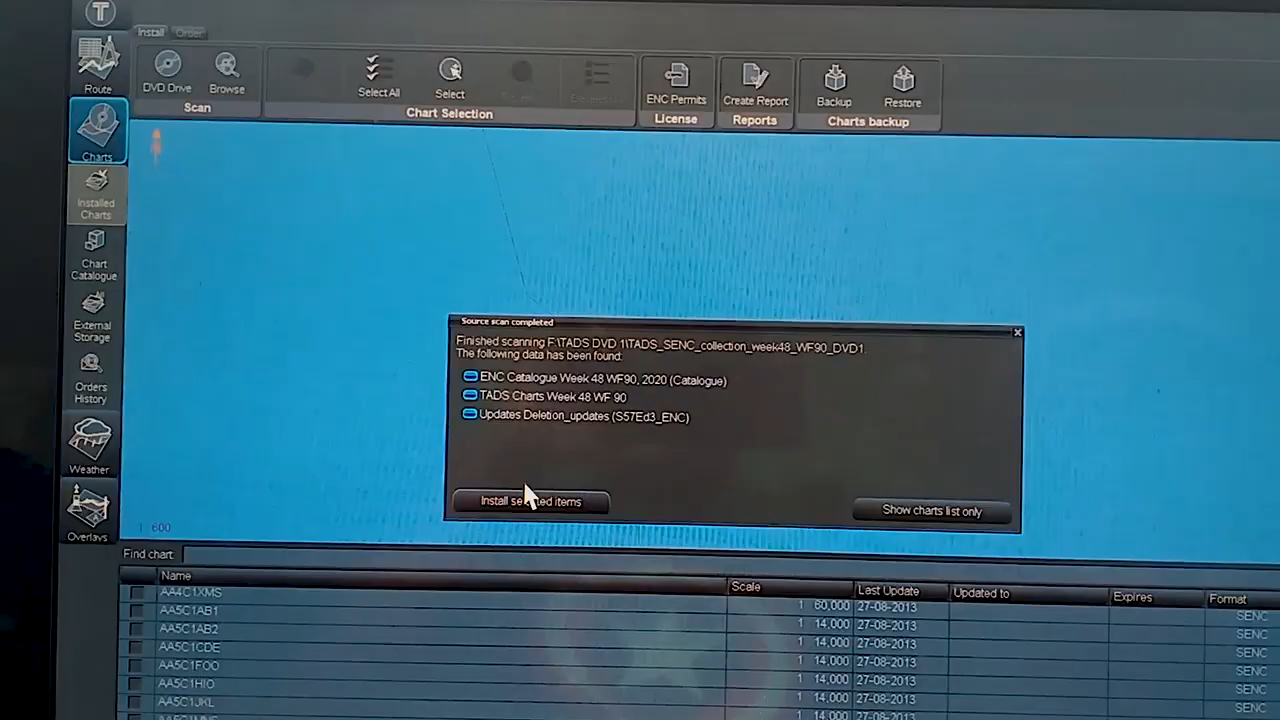 T
Install Order
Route
DVD Drive Browse
Scan
Select All Select
Chart Selection
ENC Permits
License
Create Report
Reports
Backup Restore
Charts backup
Charts
Installed
Charts
Chart
Catalogue
External
Storage
Orders
History
Weather
Overlays
Source scan completed
Finished scanning F:\TADS DVD 1\TADS_SENC_collection_week48_WF90_DVD1.
The following data has been found:
ENC Catalogue Week 48 WF90, 2020 (Catalogue)
TADS Charts Week 48 WF 90
Updates Deletion_updates (S57Ed3_ENC)
Install selected items
Show charts list only
1 600
Find chart
Name Scale Last Update Updated to Expires Format
AA4C1XMS 1 60,000 27-08-2013 SENC
AA5C1AB1 1 14,000 27-08-2013 SENC
AA5C1AB2 1 14,000 27-08-2013 SENC
AA5C1CDE 1 14,000 27-08-2013 SENC
AA5C1FOO 1 14,000 27-08-2013 SENC
AA5C1HIO 1 14,000 27-08-2013 SENC
AA5C1JKL 1 14,000 27-08-2013